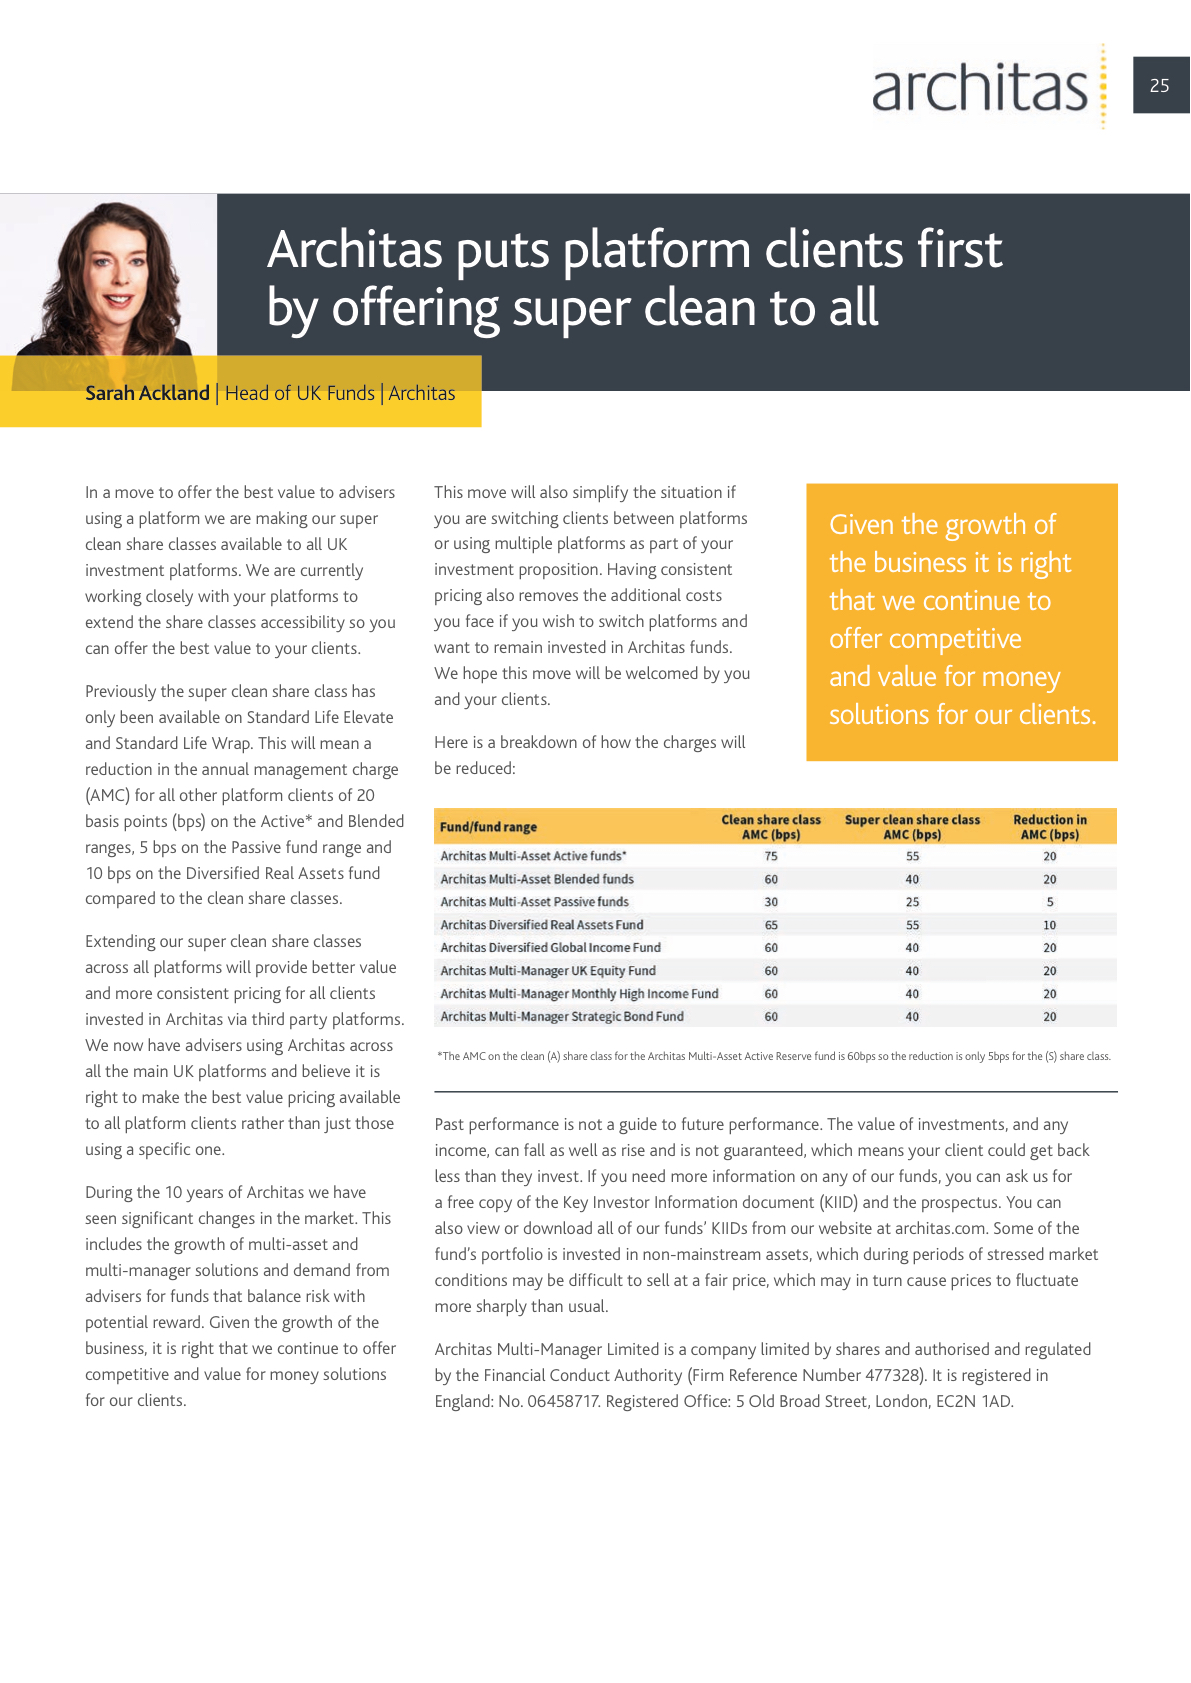 architas
25
Architas puts platform clients first
by offering super clean to all
Sarah Ackland | Head of UK Funds | Architas
In a move to offer the best value to advisers
using a platform we are making our super
clean share classes available to all UK
investment platforms. We are currently
working closely with your platforms to
extend the share classes accessibility so you
can offer the best value to your clients.
Previously the super clean share class has
only been available on Standard Life Elevate
and Standard Life Wrap. This will mean a
reduction in the annual management charge
(AMC) for all other platform clients of 20
basis points (bps) on the Active* and Blended
ranges, 5 bps on the Passive fund range and
10 bps on the Diversified Real Assets fund
compared to the clean share classes.
Extending our super clean share classes
across all platforms will provide better value
and more consistent pricing for all clients
invested in Architas via third party platforms.
We now have advisers using Architas across
all the main UK platforms and believe it is
right to make the best value pricing available
to all platform clients rather than just those
using a specific one.
During the 10 years of Architas we have
seen significant changes in the market. This
includes the growth of multi-asset and
multi-manager solutions and demand from
advisers for funds that balance risk with
potential reward. Given the growth of the
business, it is right that we continue to offer
competitive and value for money solutions
for our clients.
This move will also simplify the situation if
you are switching clients between platforms
or using multiple platforms as part of your
investment proposition. Having consistent
pricing also removes the additional costs
you face if you wish to switch platforms and
want to remain invested in Architas funds.
We hope this move will be welcomed by you
and your clients.
Here is a breakdown of how the charges will
be reduced:
Given the growth of
the business it is right
that we continue to
offer competitive
and value for money
solutions for our clients.
Fund/fund range Clean share class AMC (bps) Super clean share class AMC (bps) Reduction in AMC (bps)
Architas Multi-Asset Active funds* 75 55 20
Architas Multi-Asset Blended funds 60 40 20
Architas Multi-Asset Passive funds 30 25 5
Architas Diversified Real Assets Fund 65 55 10
Architas Diversified Global Income Fund 60 40 20
Architas Multi-Manager UK Equity Fund 60 40 20
Architas Multi-Manager Monthly High Income Fund 60 40 20
Architas Multi-Manager Strategic Bond Fund 60 40 20
*The AMC on the clean (A) share class for the Architas Multi-Asset Active Reserve fund is 60bps so the reduction is only 5bps for the (S) share class.
Past performance is not a guide to future performance. The value of investments, and any
income, can fall as well as rise and is not guaranteed, which means your client could get back
less than they invest. If you need more information on any of our funds, you can ask us for
a free copy of the Key Investor Information document (KIID) and the prospectus. You can
also view or download all of our funds' KIIDs from our website at architas.com. Some of the
fund's portfolio is invested in non-mainstream assets, which during periods of stressed market
conditions may be difficult to sell at a fair price, which may in turn cause prices to fluctuate
more sharply than usual.
Architas Multi-Manager Limited is a company limited by shares and authorised and regulated
by the Financial Conduct Authority (Firm Reference Number 477328). It is registered in
England: No. 06458717. Registered Office: 5 Old Broad Street, London, EC2N 1AD.